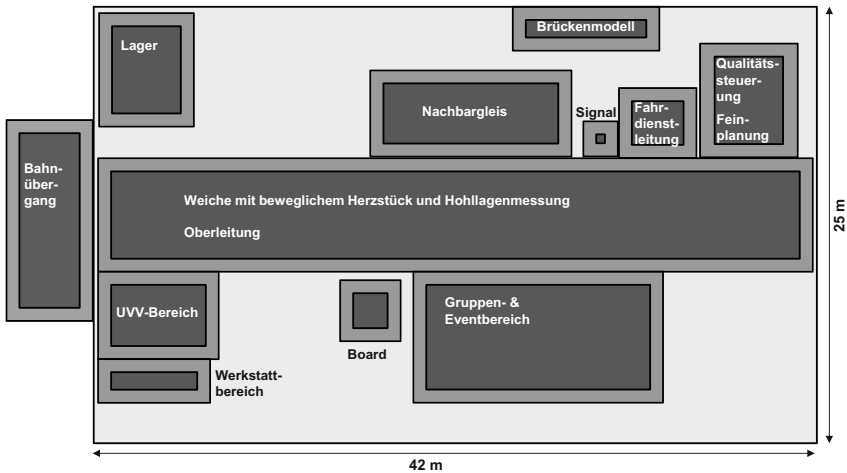 Brückenmodell
Lager
Qualitäts-
steuer-
ung
Fein-
planung
Nachbargleis
Signal
Fahr-
dienst-
leitung
Bahn-
über-
gang
Weiche mit beweglichem Herzstück und Hohllagenmessung
Oberleitung
25 m
UVV-Bereich
Gruppen- &
Eventbereich
Board
Werkstatt-
bereich
42 m